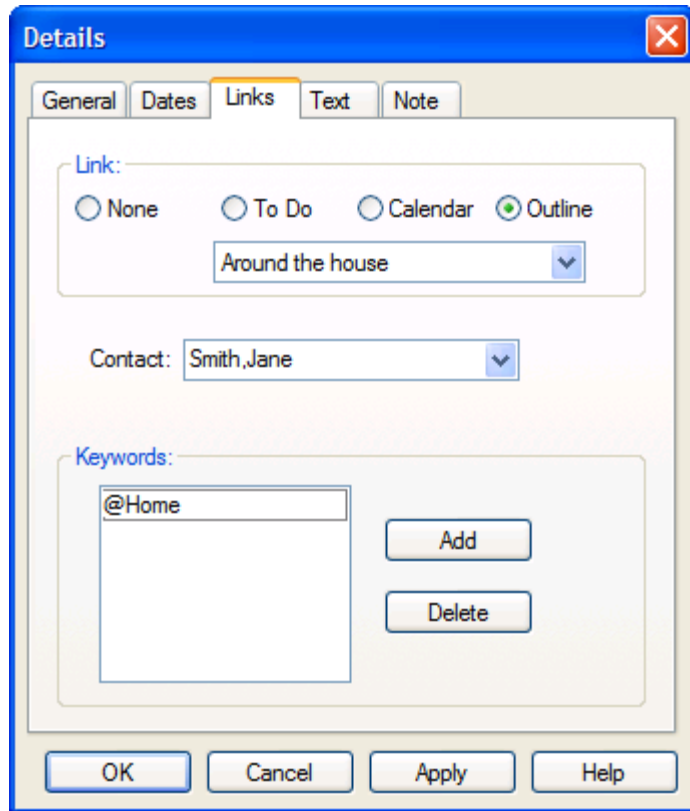 Details
General Dates Links Text Note
Link:
None To Do Calendar Outline
Around the house
Contact: Smith,Jane
Keywords:
@Home
Add
Delete
OK Cancel Apply Help